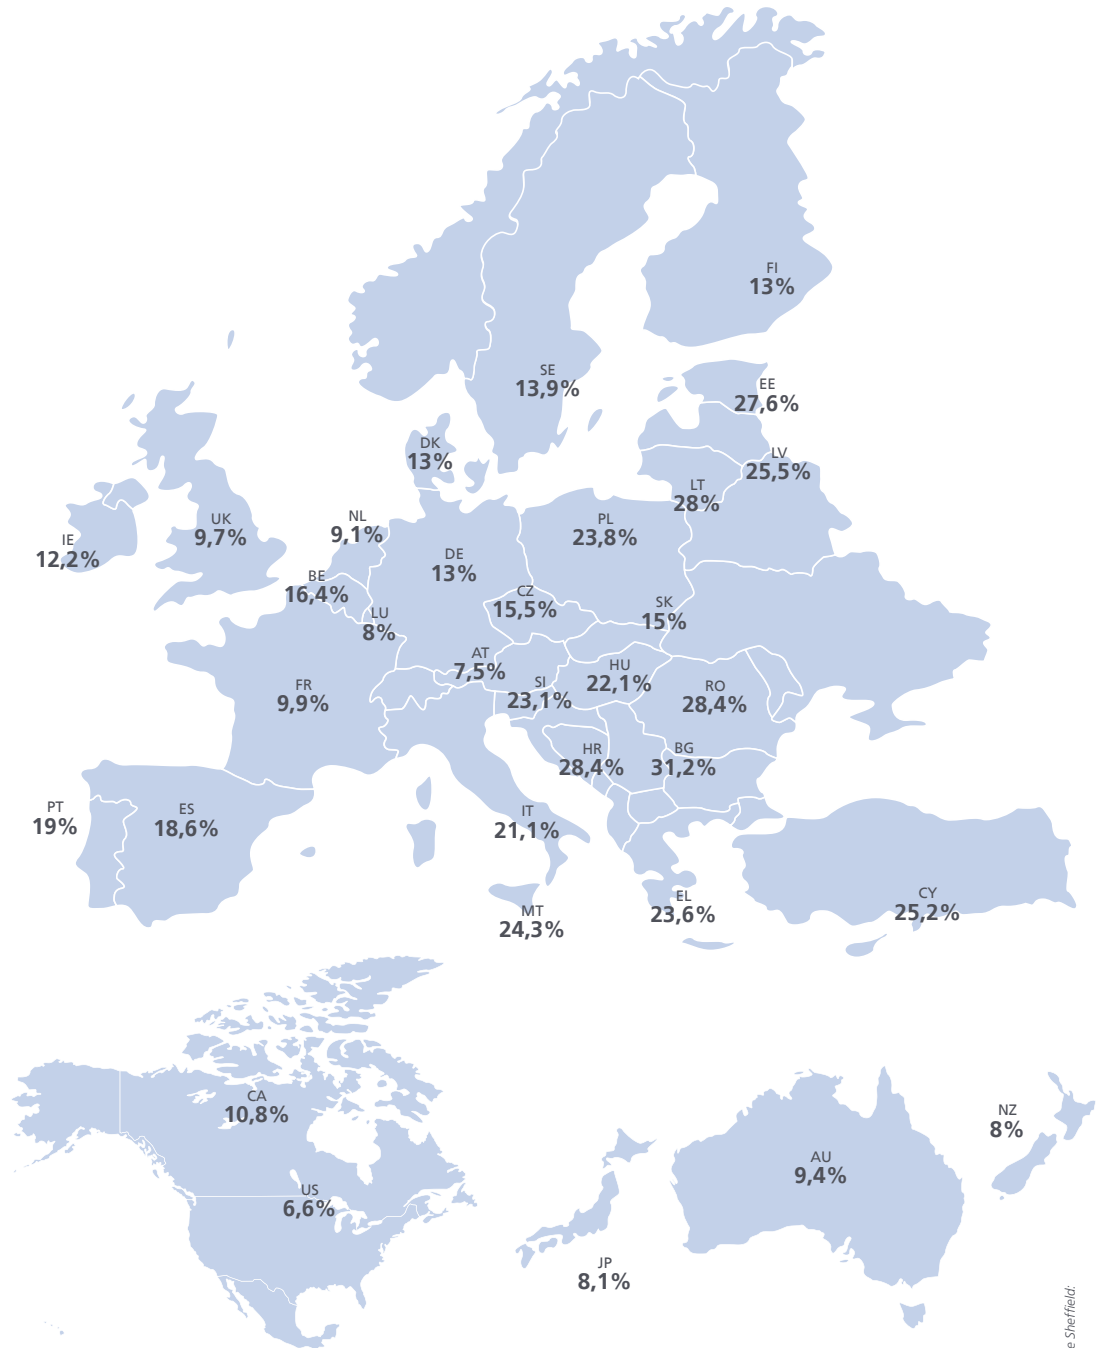 FI
13%
SE
13,9%
EE
27,6%
DK
13%
LV
25,5%
LT
28%
NL
9,1%
UK
9,7%
PL
23,8%
IE
12,2%
DE
13%
BE
16,4%
CZ
15,5%
LU
8%
SK
15%
AT
7,5%
HU
22,1%
SI
23,1%
FR
9,9%
RO
28,4%
HR
28,4%
BG
31,2%
PT
19%
ES
18,6%
IT
21,1%
MT
24,3%
EL
23,6%
CY
25,2%
CA
10,8%
NZ
8%
AU
9,4%
US
6,6%
JP
8,1%
e Sheffield: